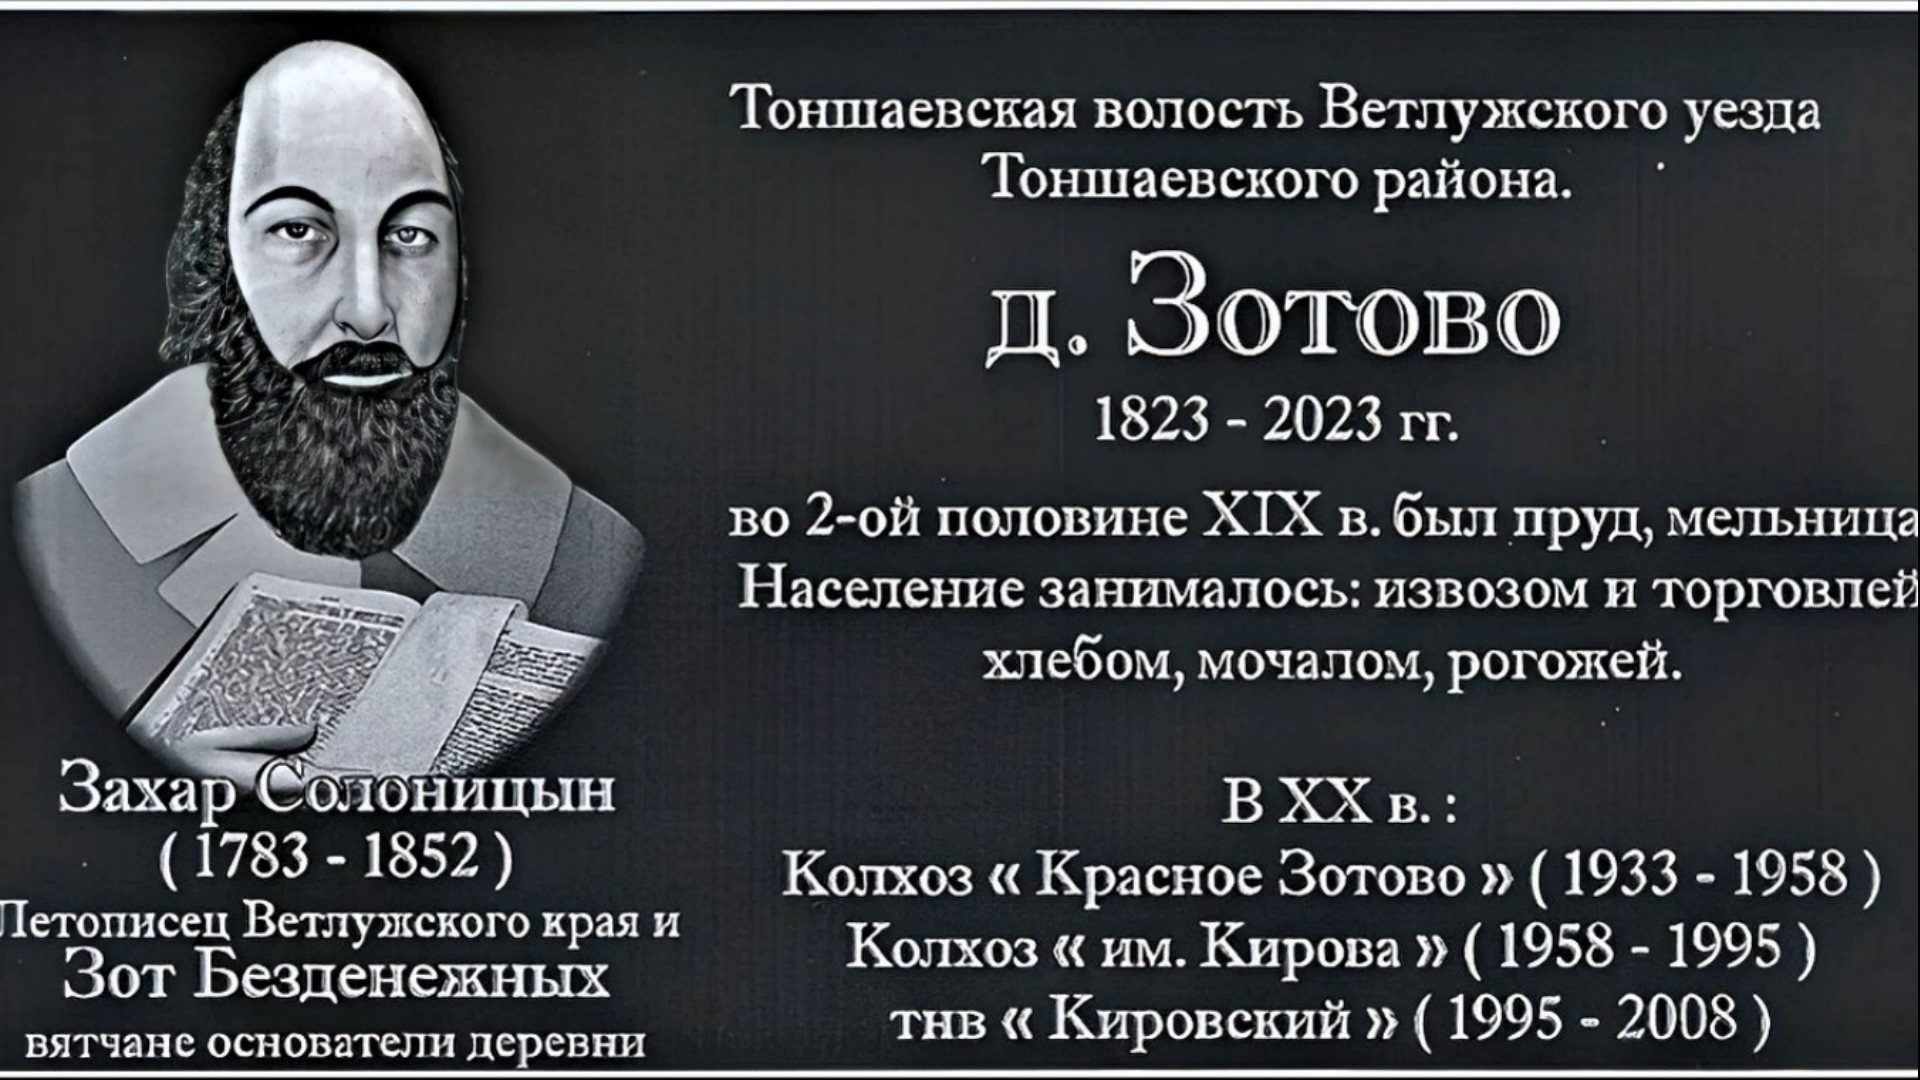 Тоншаевская волость Ветлужского уезда
Тоншаевского района.
д. Зотово
1823 - 2023 гг.
во 2-ой половине XIX в. был пруд, мельница
Население занималось: извозом и торговлей
хлебом, мочалом, рогожей.
В XX в. :
Колхоз « Красное Зотово » ( 1933 - 1958 )
Колхоз « им. Кирова » ( 1958 - 1995 )
тнв « Кировский » ( 1995 - 2008 )
Захар Солоницын
( 1783 - 1852 )
Летописец Ветлужского края и
Зот Безденежных
вятчане основатели деревни